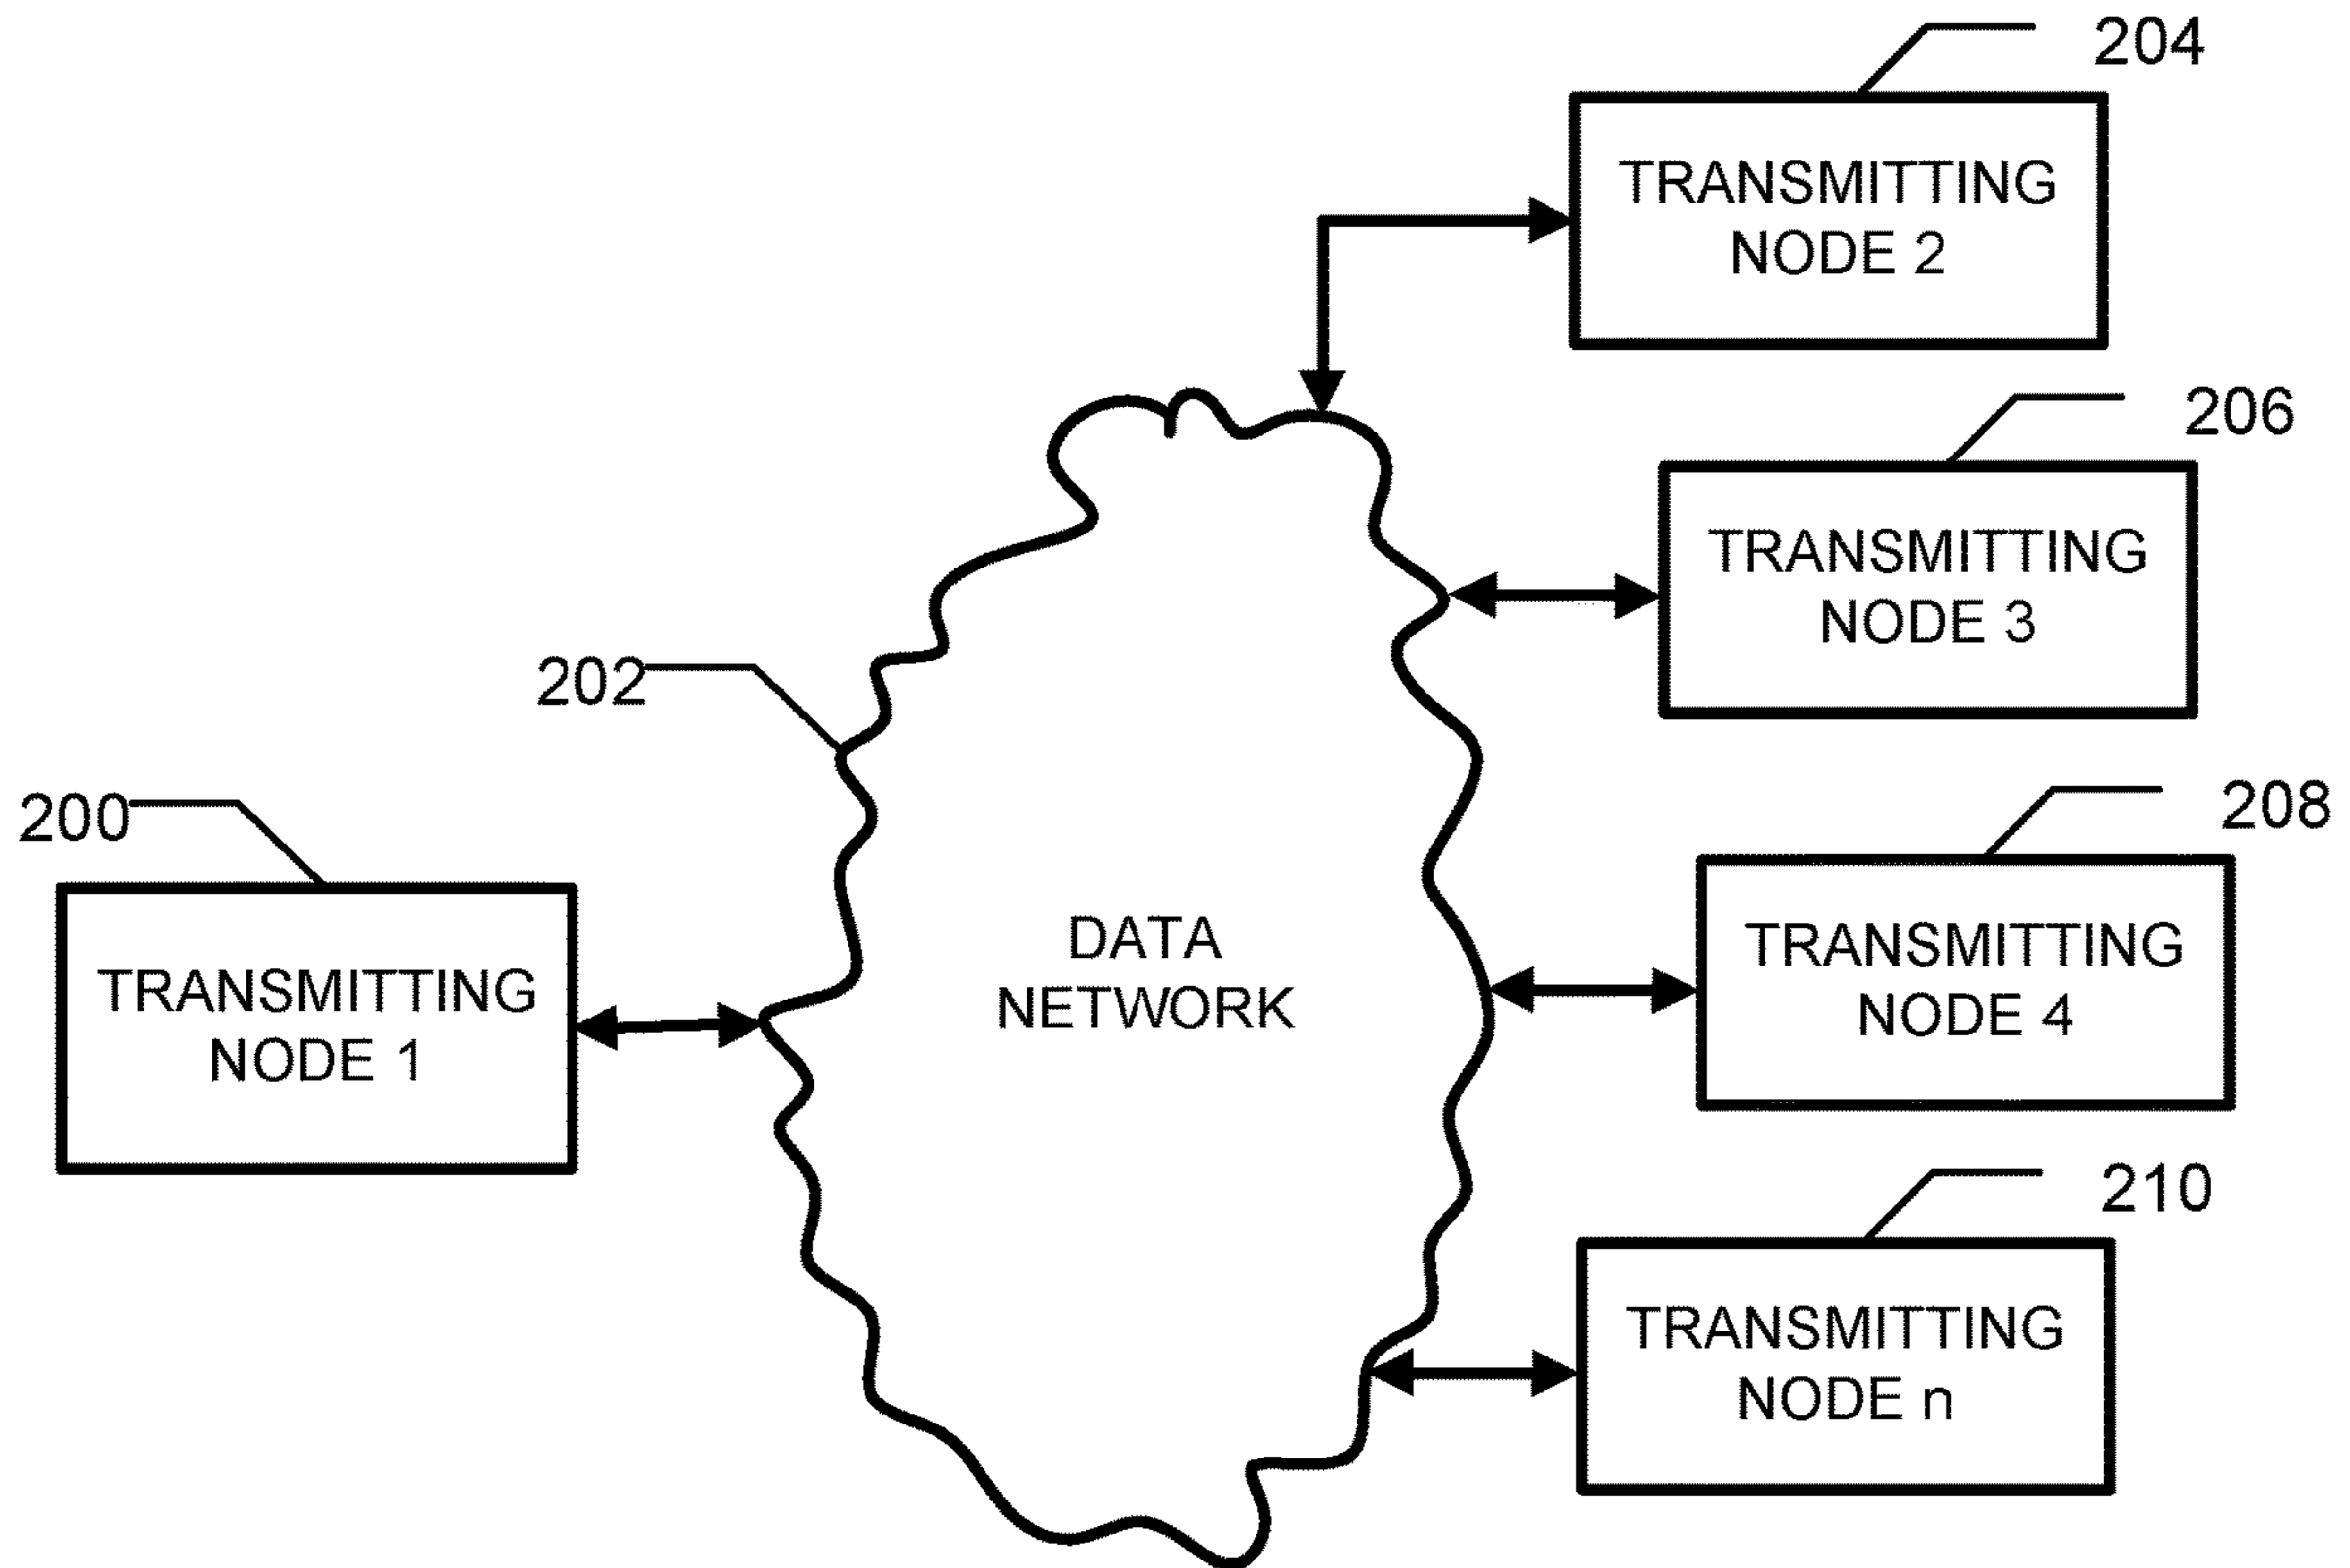 204
TRANSMITTING
NODE 2
206
TRANSMITTING
NODE 3
202
200
208
TRANSMITTING
NODE 1
DATA
NETWORK
TRANSMITTING
NODE 4
210
TRANSMITTING
NODE n